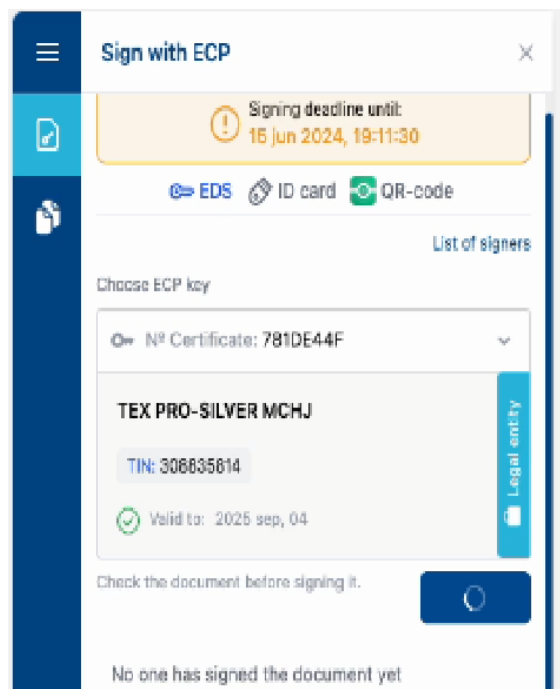 Sign with ECP
Signing deadline until:
15 jun 2024, 19:11:30
EDS ID card QR-code
List of signers
Choose ECP key
Nº Certificate: 781DE44F
TEX PRO-SILVER MCHJ
Legal entity
TIN: 306835614
Valid to: 2025 sep, 04
Check the document before signing it.
No one has signed the document yet